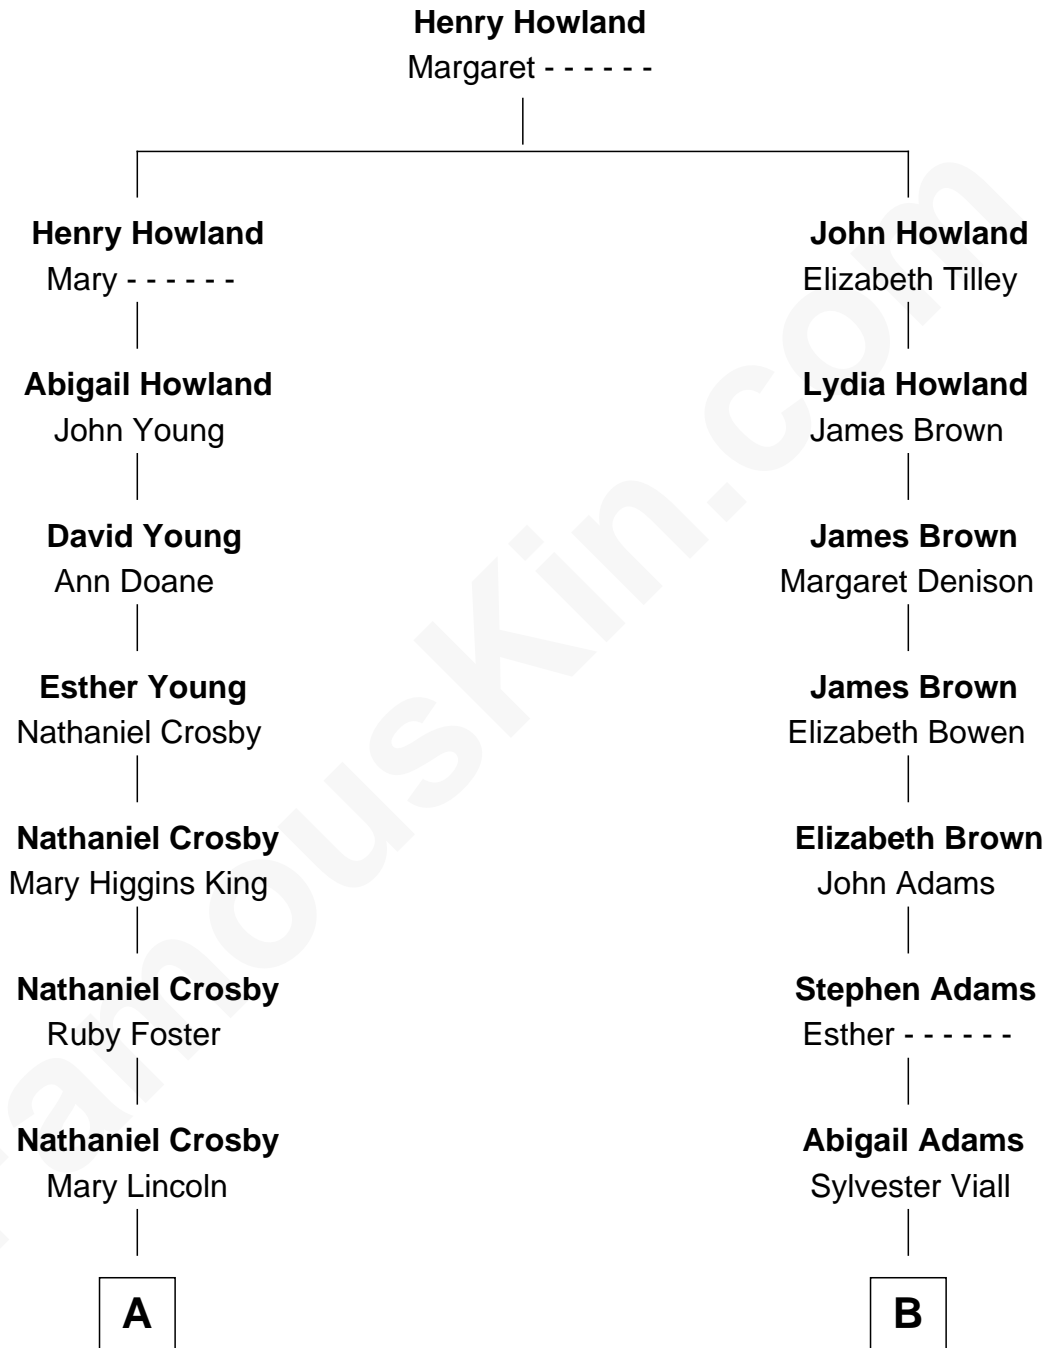 Henry Howland
Margaret - - - - - -
Henry Howland
Mary - - - - - -
John Howland
Elizabeth Tilley
Abigail Howland
John Young
Lydia Howland
James Brown
David Young
Ann Doane
James Brown
Margaret Denison
Esther Young
Nathaniel Crosby
James Brown
Elizabeth Bowen
Nathaniel Crosby
Mary Higgins King
Elizabeth Brown
John Adams
Nathaniel Crosby
Ruby Foster
Stephen Adams
Esther - - - - - -
Nathaniel Crosby
Mary Lincoln
Abigail Adams
Sylvester Viall
A
B
FamousKin.com